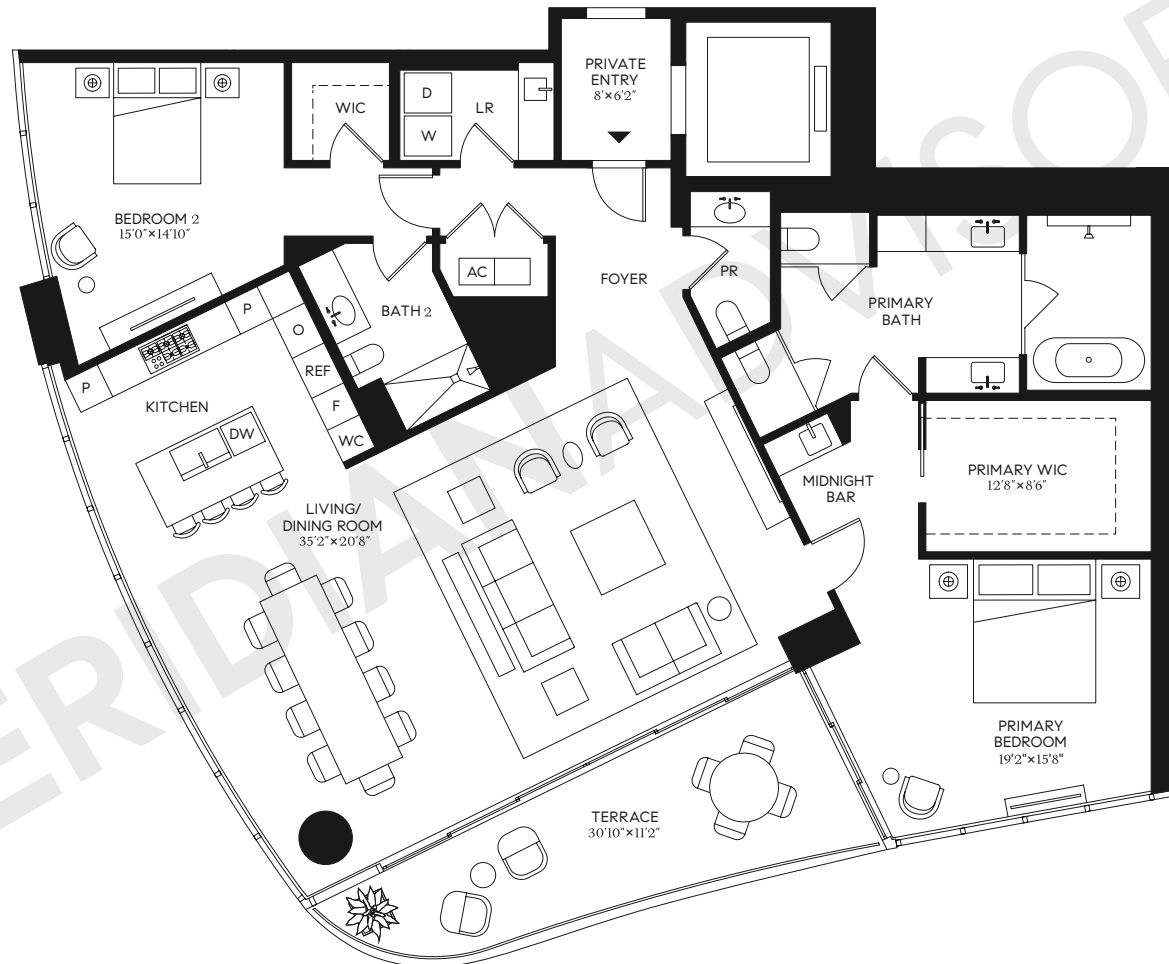 PRIVATE
ENTRY
8'×6'2"
D
W
LR
WIC
BEDROOM 2
15'0"×14'10"
AC
FOYER
PR
PRIMARY
BATH
BATH 2
P
O
REF
F
WC
P
KITCHEN
DW
MIDNIGHT
BAR
PRIMARY WIC
12'8"×8'6"
LIVING/
DINING ROOM
35'2"×20'8"
PRIMARY
BEDROOM
19'2"×15'8"
TERRACE
30'10"×11'2"
ERIDIAN ADVISOR